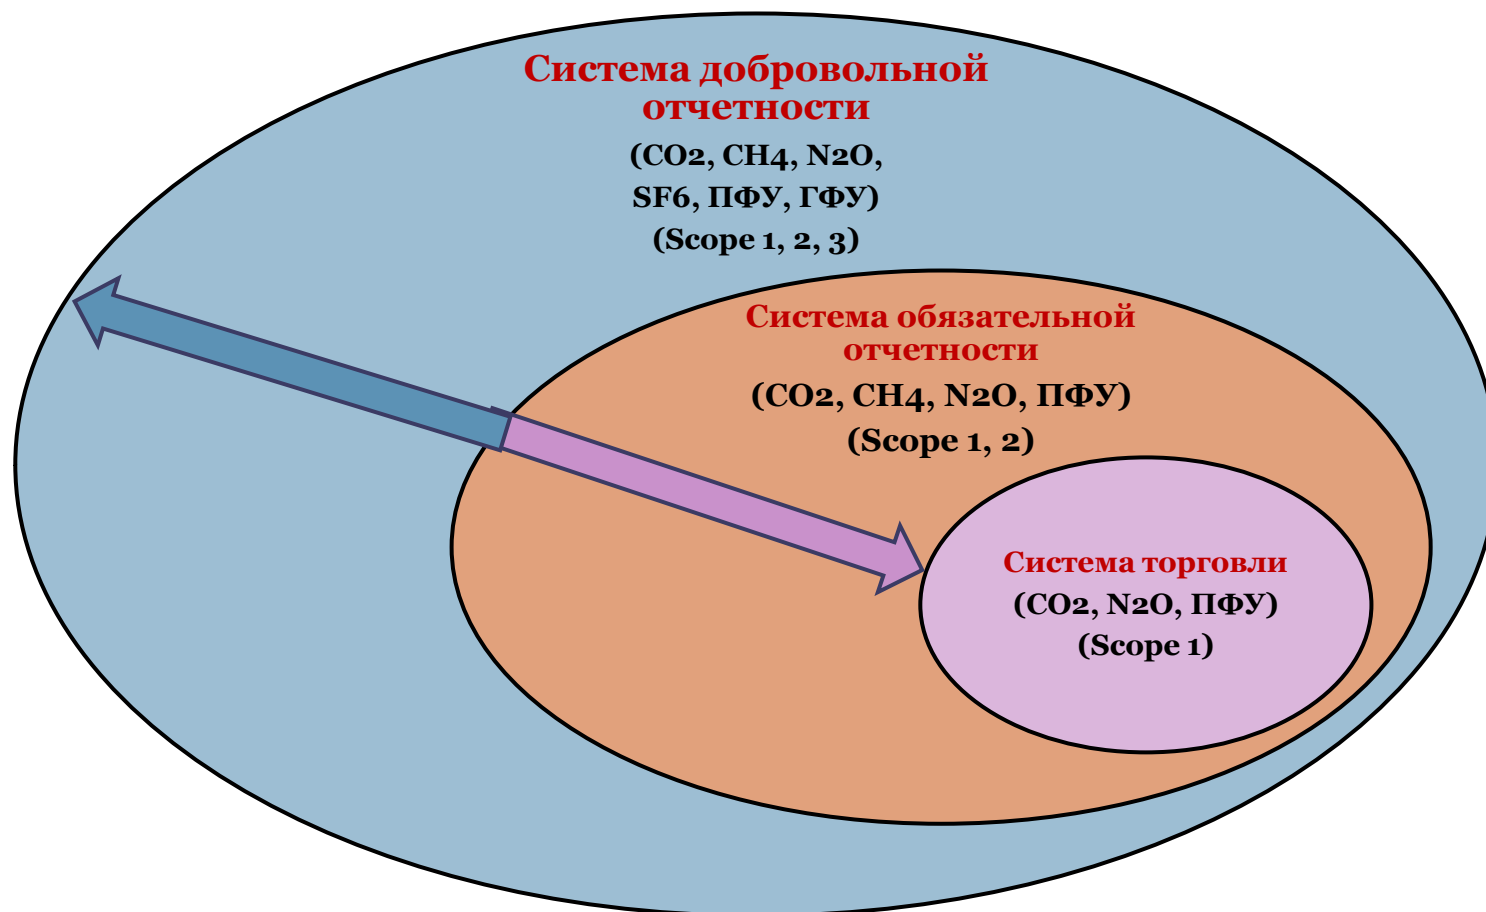 Система добровольной
отчетности
(CO2, CH4, N2O,
SF6, ПФУ, ГФУ)
(Scope 1, 2, 3)
Система обязательной
отчетности
(CO2, CH4, N2O, ПФУ)
(Scope 1, 2)
Система торговли
(CO2, N2O, ПФУ)
(Scope 1)